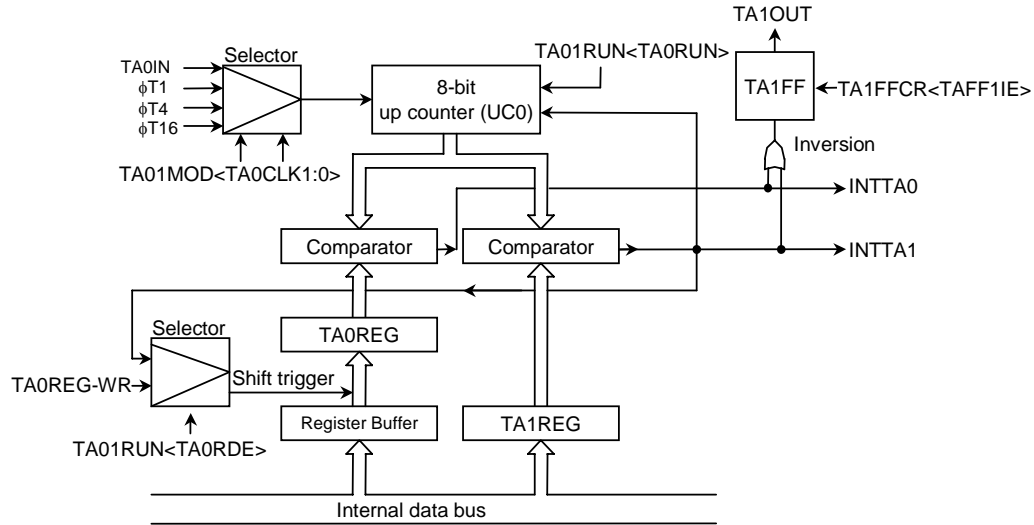 TA1OUT
Selector
TA01RUN<TA0RUN>
TA0IN
ϕT1
ϕT4
ϕT16
8-bit
up counter (UC0)
TA1FF
TA1FFCR<TAFF1IE>
Inversion
TA01MOD<TA0CLK1:0>
INTTA0
Comparator
Comparator
INTTA1
TA0REG
Selector
TA0REG-WR
Shift trigger
Register Buffer
TA1REG
TA01RUN<TA0RDE>
Internal data bus